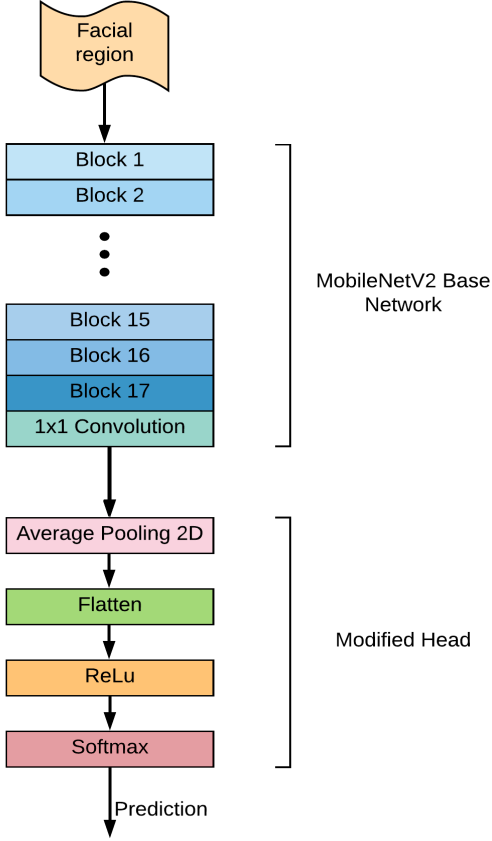 Facial
region
Block 1
Block 2
MobileNetV2 Base
Network
Block 15
Block 16
Block 17
1x1 Convolution
Average Pooling 2D
Flatten
Modified Head
ReLu
Softmax
Prediction